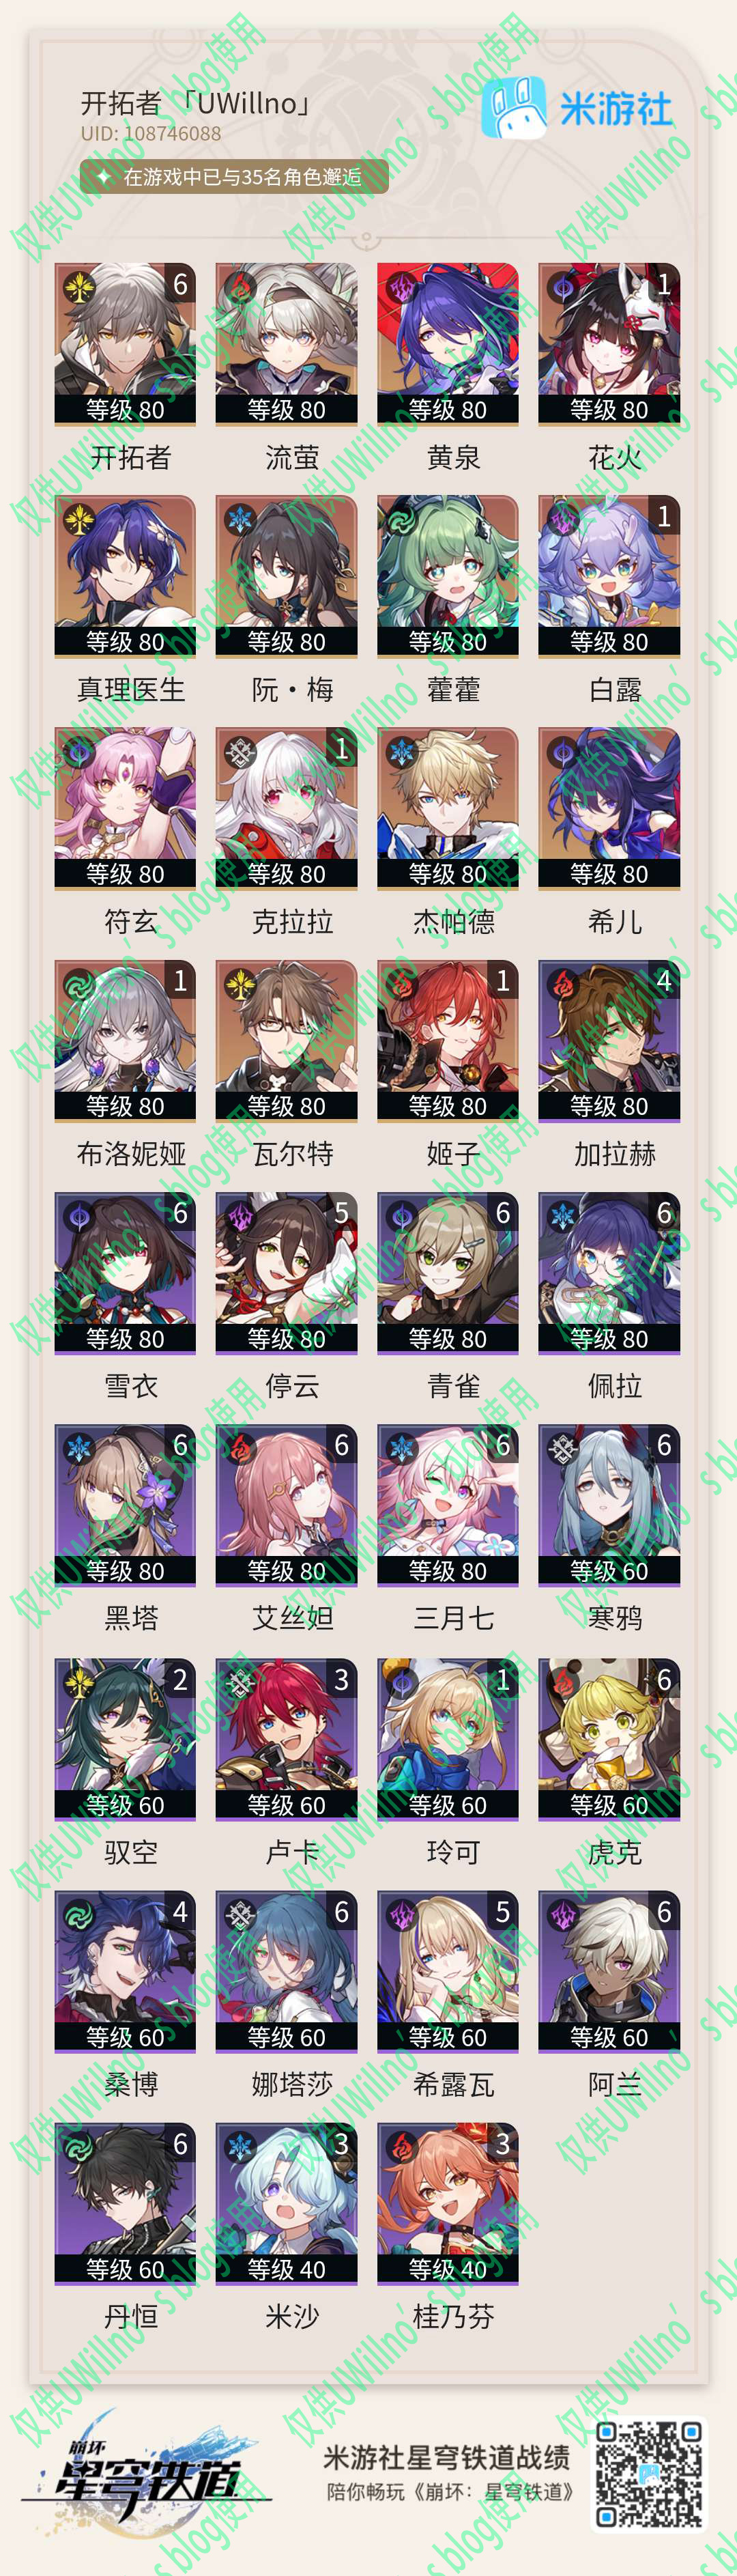 开拓者「UWillno」
米游社
UID: 108746088
在游戏中已与35名角色邂逅
6
1
等级 80 等级 80 等级 80 等级 80
开拓者 流萤 黄泉 花火
1
等级 80 等级 80 等级 80 等级 80
真理医生 阮·梅 藿藿 白露
1
等级 80 等级 80 等级 80 等级 80
符玄 克拉拉 杰帕德 希儿
1 1 4
等级 80 等级 80 等级 80 等级 80
布洛妮娅 瓦尔特 姬子 加拉赫
6 5 6 6
等级 80 等级 80 等级 80 等级 80
雪衣 停云 青雀 佩拉
6 6 6 6
等级 80 等级 80 等级 80 等级 60
黑塔 艾丝妲 三月七 寒鸦
2 3 1 6
等级 60 等级 60 等级 60 等级 60
驭空 卢卡 玲可 虎克
4 6 5 6
等级 60 等级 60 等级 60 等级 60
桑博 娜塔莎 希露瓦 阿兰
6 3 3
等级 60 等级 40 等级 40
丹恒 米沙 桂乃芬
崩坏
星穹铁道
米游社星穹铁道战绩
陪你畅玩《崩坏：星穹铁道》
仅供UWillno's blog使用